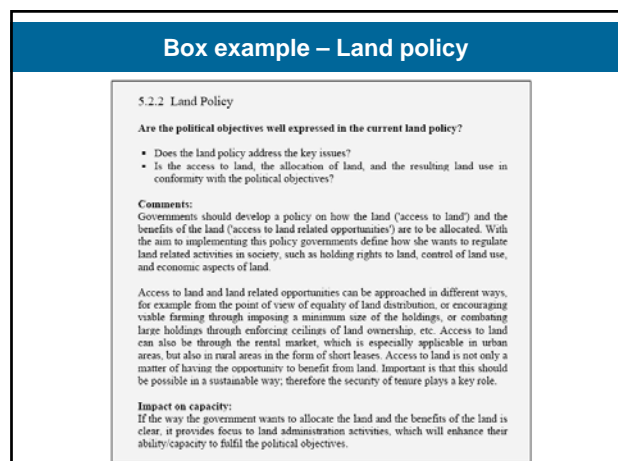 Box example – Land policy
5.2.2 Land Policy
Are the political objectives well expressed in the current land policy?
▪ Does the land policy address the key issues?
▪ Is the access to land, the allocation of land, and the resulting land use in
conformity with the political objectives?
Comments:
Governments should develop a policy on how the land ('access to land') and the
benefits of the land ('access to land related opportunities') are to be allocated. With
the aim to implementing this policy governments define how she wants to regulate
land related activities in society, such as holding rights to land, control of land use,
and economic aspects of land.
Access to land and land related opportunities can be approached in different ways,
for example from the point of view of equality of land distribution, or encouraging
viable farming through imposing a minimum size of the holdings, or combating
large holdings through enforcing ceilings of land ownership, etc. Access to land
can also be through the rental market, which is especially applicable in urban
areas, but also in rural areas in the form of short leases. Access to land is not only a
matter of having the opportunity to benefit from land. Important is that this should
be possible in a sustainable way; therefore the security of tenure plays a key role.
Impact on capacity:
If the way the government wants to allocate the land and the benefits of the land is
clear, it provides focus to land administration activities, which will enhance their
ability/capacity to fulfil the political objectives.